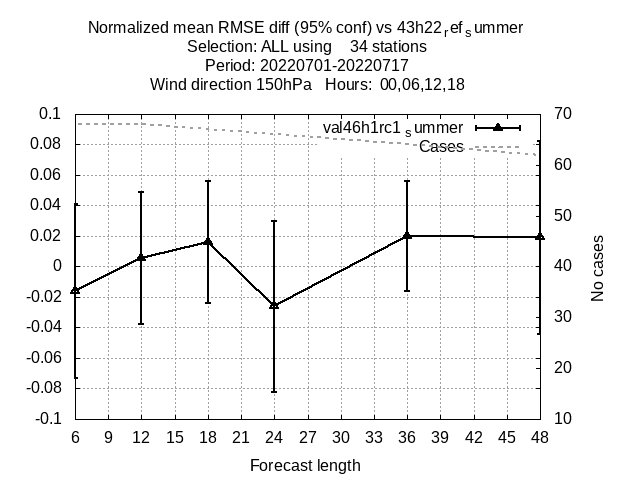 Normalized mean RMSE diff (95% conf) vs 43h22refsummer
Selection: ALL using 34 stations
Period: 20220701-20220717
Wind direction 150hPa Hours: 00,06,12,18
0.1
0.08
0.06
0.04
0.02
0
-0.02
-0.04
-0.06
-0.08
-0.1
val46h1rc1summer
Cases
70
60
50
40
30
20
10
No cases
6 9 12 15 18 21 24 27 30 33 36 39 42 45 48
Forecast length